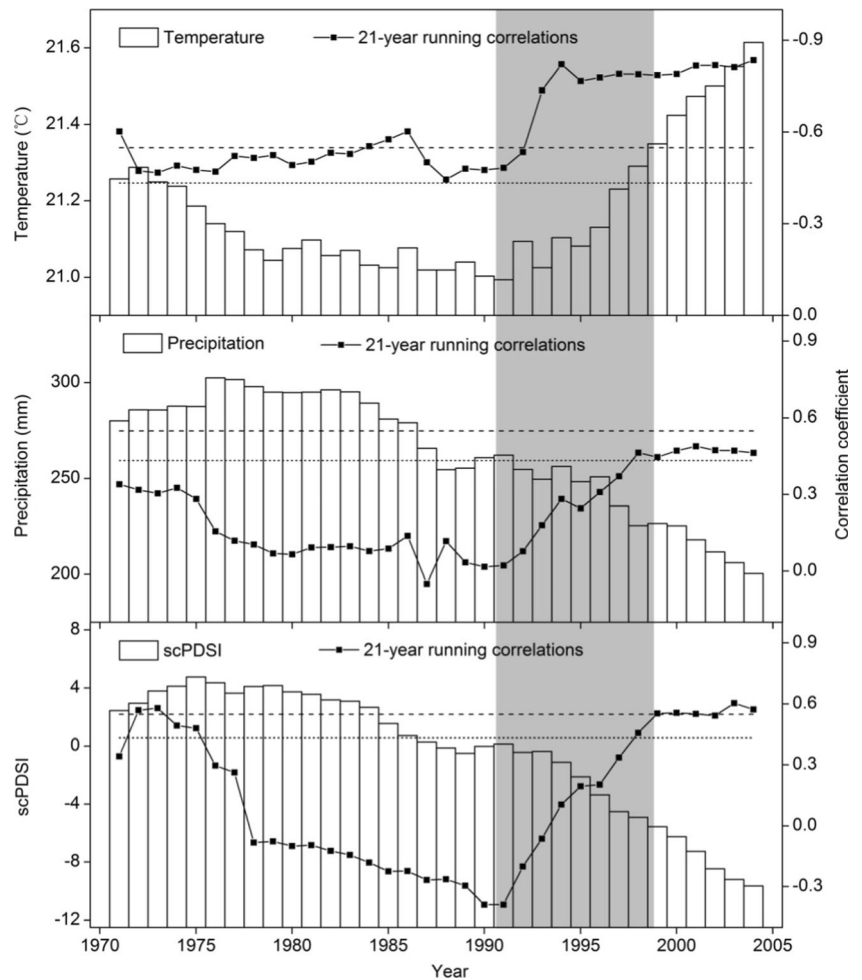 Temperature
21-year running correlations
21.6
21.4
21.2
21.0
Temperature (℃)
-0.9
-0.6
-0.3
0.0
Precipitation
21-year running correlations
300
250
200
Precipitation (mm)
0.9
0.6
0.3
0.0
Correlation coefficient
scPDSI
21-year running correlations
8
4
0
-4
-8
-12
scPDSI
0.9
0.6
0.3
0.0
-0.3
1970 1975 1980 1985 1990 1995 2000 2005
Year